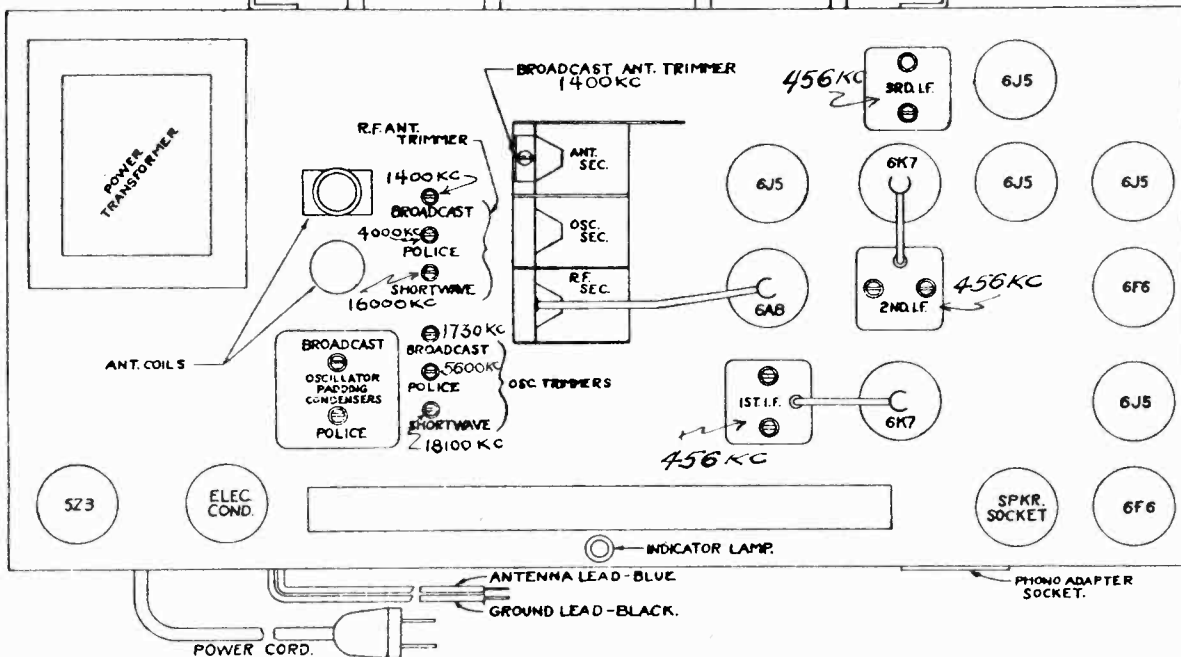 BROADCAST ANT. TRIMMER
1400KC
456KC
3RD. I.F.
6J5
POWER
TRANSFORMER
R.F. ANT.
TRIMMER
1400KC
BROADCAST
4000KC
POLICE
SHORTWAVE
16000KC
ANT.
SEC.
OSC.
SEC.
R.F.
SEC.
6J5
6K7
6J5
6J5
6A8
2ND. I.F.
456KC
6F6
ANT. COILS
BROADCAST
OSCILLATOR
PADDING
CONDENSERS
POLICE
1730KC
BROADCAST
5600KC
POLICE
OSC. TRIMMERS
SHORTWAVE
18100KC
1ST. I.F.
456KC
6K7
6J5
5Z3
ELEC.
COND.
SPKR.
SOCKET
6F6
INDICATOR LAMP.
ANTENNA LEAD-BLUE
GROUND LEAD-BLACK.
PHONO ADAPTER
SOCKET.
POWER CORD.